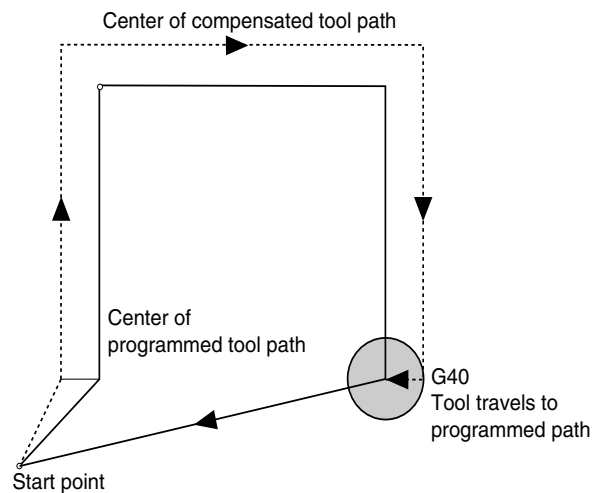 Center of compensated tool path
Center of
programmed tool path
G40
Tool travels to
programmed path
Start point